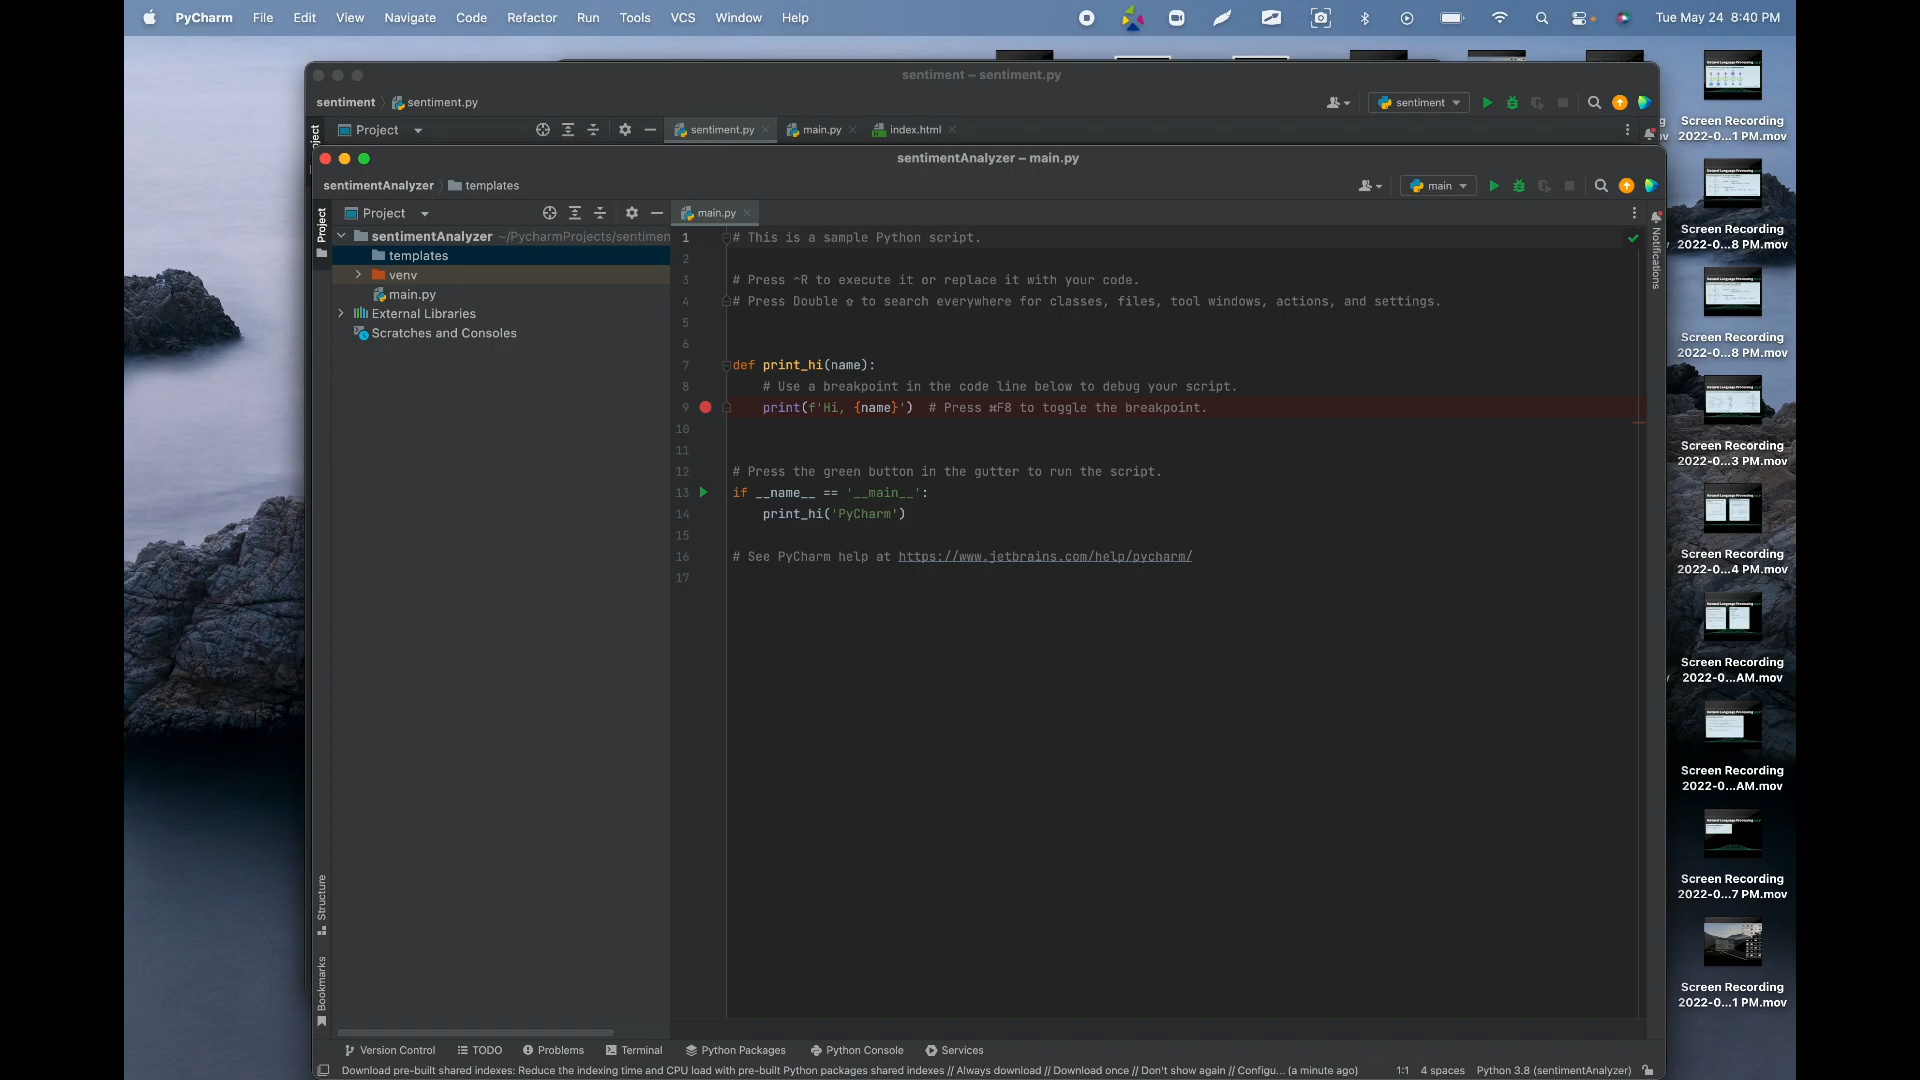 PyCharm File Edit View Navigate Code Refactor Run Tools VCS Window Help Tue May 24 8:40 PM
sentiment – sentiment.py
sentiment sentiment.py sentiment
Project sentiment.py main.py index.html
sentimentAnalyzer – main.py
sentimentAnalyzer templates main
Project main.py
Project
sentimentAnalyzer ~/PycharmProjects/sentimen
templates
venv
main.py
External Libraries
Scratches and Consoles
1 # This is a sample Python script.
2
3 # Press ⌃R to execute it or replace it with your code.
4 # Press Double ⇧ to search everywhere for classes, files, tool windows, actions, and settings.
5
6
7 def print_hi(name):
8 # Use a breakpoint in the code line below to debug your script.
9 print(f'Hi, {name}') # Press ⌘F8 to toggle the breakpoint.
10
11
12 # Press the green button in the gutter to run the script.
13 if __name__ == '__main__':
14 print_hi('PyCharm')
15
16 # See PyCharm help at https://www.jetbrains.com/help/pycharm/
17
Notifications
Structure
Bookmarks
Version Control TODO Problems Terminal Python Packages Python Console Services
Download pre-built shared indexes: Reduce the indexing time and CPU load with pre-built Python packages shared indexes // Always download // Download once // Don't show again // Configu... (a minute ago) 1:1 4 spaces Python 3.8 (sentimentAnalyzer)
Screen Recording
2022-0...1 PM.mov
Screen Recording
2022-0...8 PM.mov
Screen Recording
2022-0...8 PM.mov
Screen Recording
2022-0...3 PM.mov
Screen Recording
2022-0...4 PM.mov
Screen Recording
2022-0...AM.mov
Screen Recording
2022-0...AM.mov
Screen Recording
2022-0...7 PM.mov
Screen Recording
2022-0...1 PM.mov